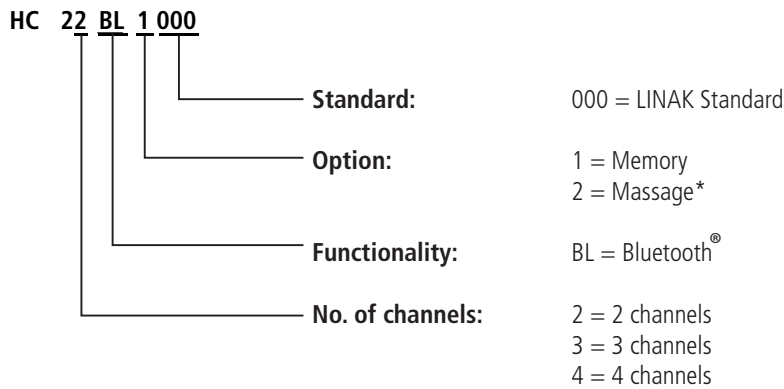 HC 22 BL 1 000
Standard: 000 = LINAK Standard
Option: 1 = Memory
2 = Massage*
Functionality: BL = Bluetooth®
No. of channels: 2 = 2 channels
3 = 3 channels
4 = 4 channels